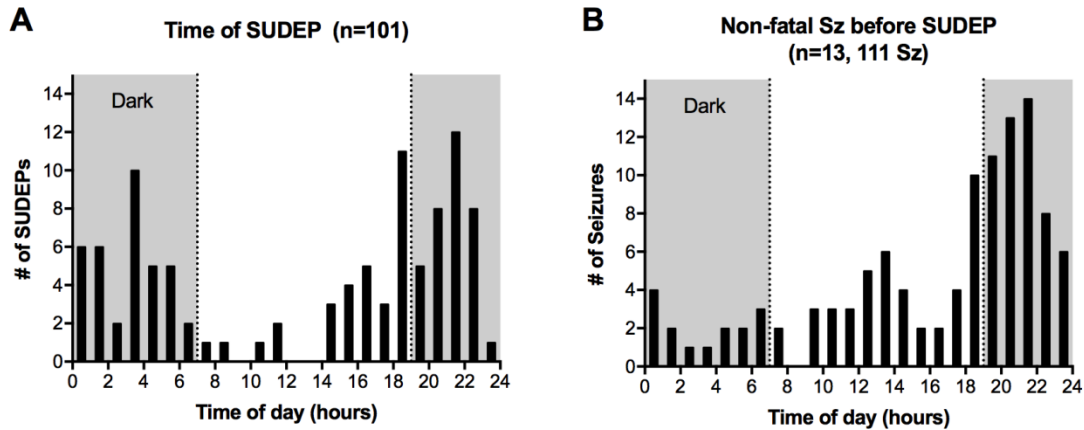 A
Time of SUDEP (n=101)
Dark
# of SUDEPs
14
12
10
8
6
4
2
0
0 2 4 6 8 10 12 14 16 18 20 22 24
Time of day (hours)
B
Non-fatal Sz before SUDEP
(n=13, 111 Sz)
Dark
# of Seizures
14
12
10
8
6
4
2
0
0 2 4 6 8 10 12 14 16 18 20 22 24
Time of day (hours)